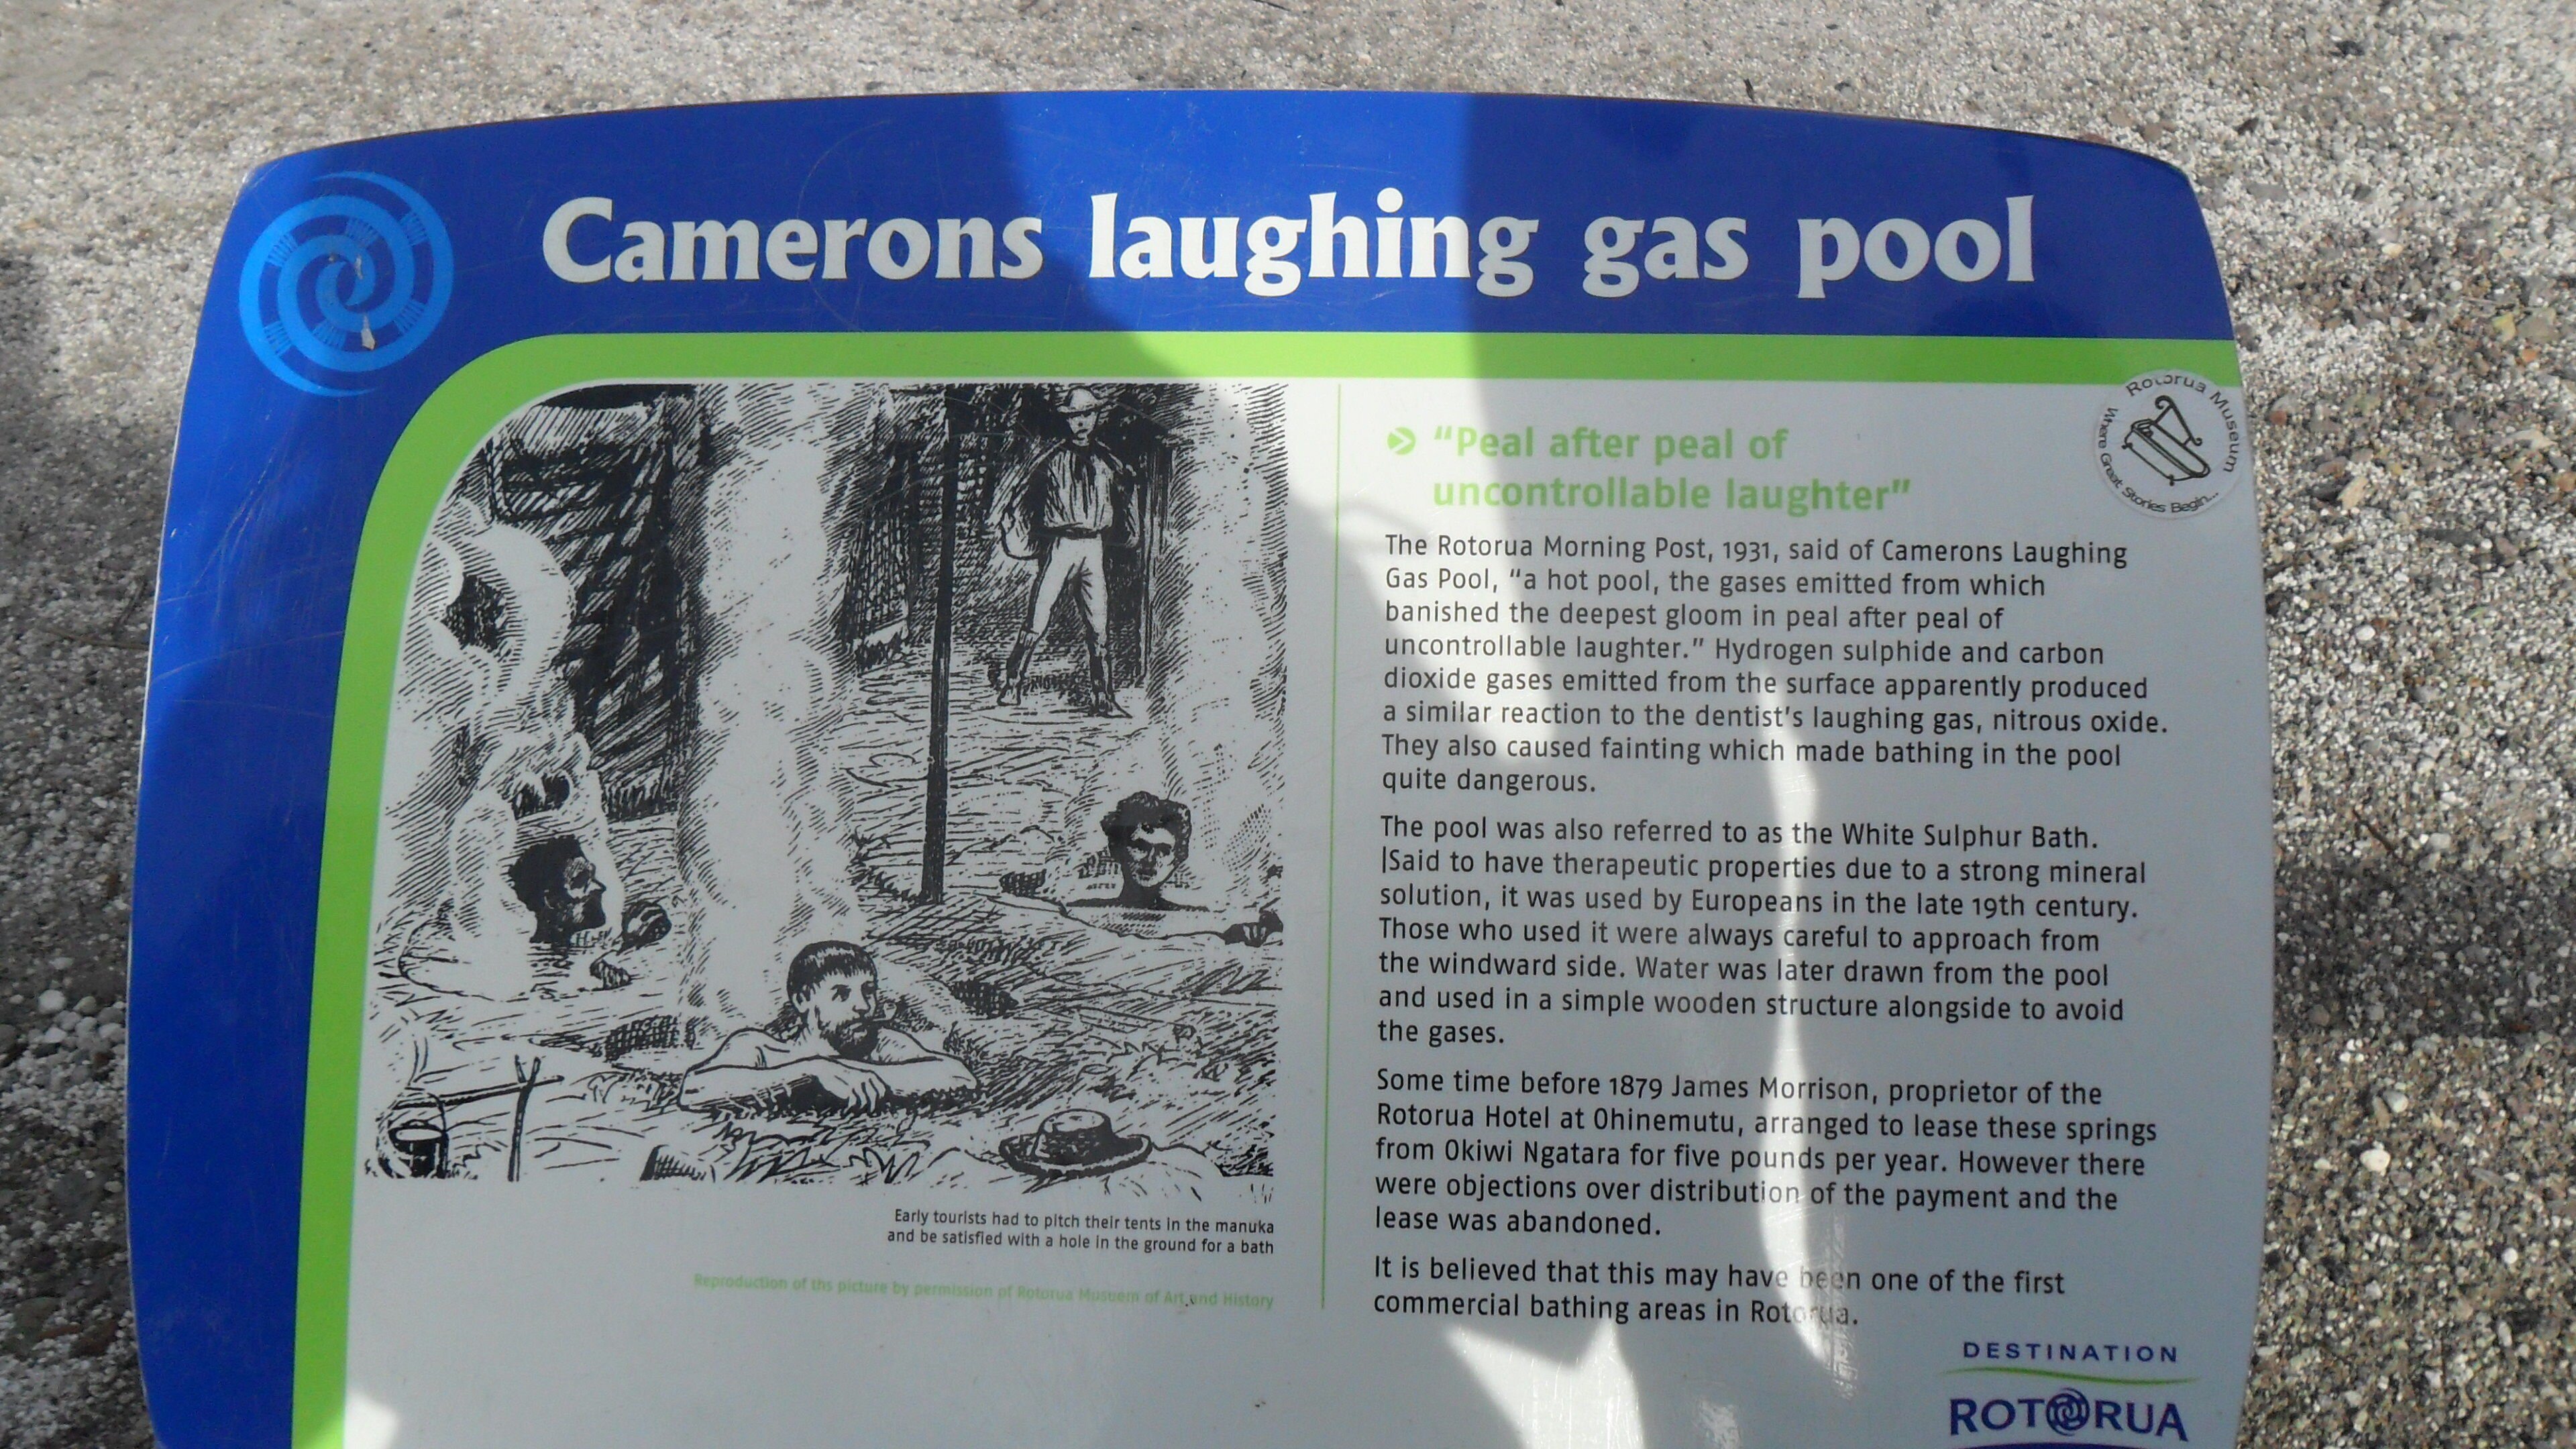 Camerons laughing gas pool
Rotorua Museum
Where Great Stories Begin...
"Peal after peal of
uncontrollable laughter"
The Rotorua Morning Post, 1931, said of Camerons Laughing
Gas Pool, "a hot pool, the gases emitted from which
banished the deepest gloom in peal after peal of
uncontrollable laughter." Hydrogen sulphide and carbon
dioxide gases emitted from the surface apparently produced
a similar reaction to the dentist's laughing gas, nitrous oxide.
They also caused fainting which made bathing in the pool
quite dangerous.
The pool was also referred to as the White Sulphur Bath.
|Said to have therapeutic properties due to a strong mineral
solution, it was used by Europeans in the late 19th century.
Those who used it were always careful to approach from
the windward side. Water was later drawn from the pool
and used in a simple wooden structure alongside to avoid
the gases.
Some time before 1879 James Morrison, proprietor of the
Rotorua Hotel at Ohinemutu, arranged to lease these springs
from Okiwi Ngatara for five pounds per year. However there
were objections over distribution of the payment and the
lease was abandoned.
It is believed that this may have been one of the first
commercial bathing areas in Rotorua.
Early tourists had to pitch their tents in the manuka
and be satisfied with a hole in the ground for a bath
Reproduction of ths picture by permission of Rotorua Musuem of Art and History
DESTINATION
ROTORUA